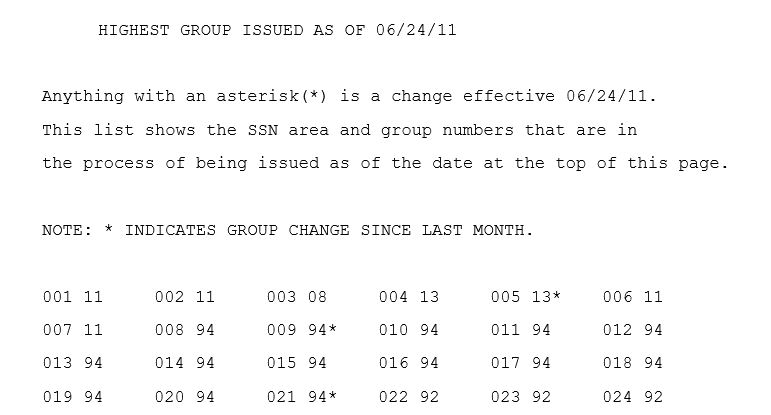 HIGHEST GROUP ISSUED AS OF 06/24/11
Anything with an asterisk(*) is a change effective 06/24/11.
This list shows the SSN area and group numbers that are in
the process of being issued as of the date at the top of this page.
NOTE: * INDICATES GROUP CHANGE SINCE LAST MONTH.
001 11 002 11 003 08 004 13 005 13* 006 11
007 11 008 94 009 94* 010 94 011 94 012 94
013 94 014 94 015 94 016 94 017 94 018 94
019 94 020 94 021 94* 022 92 023 92 024 92